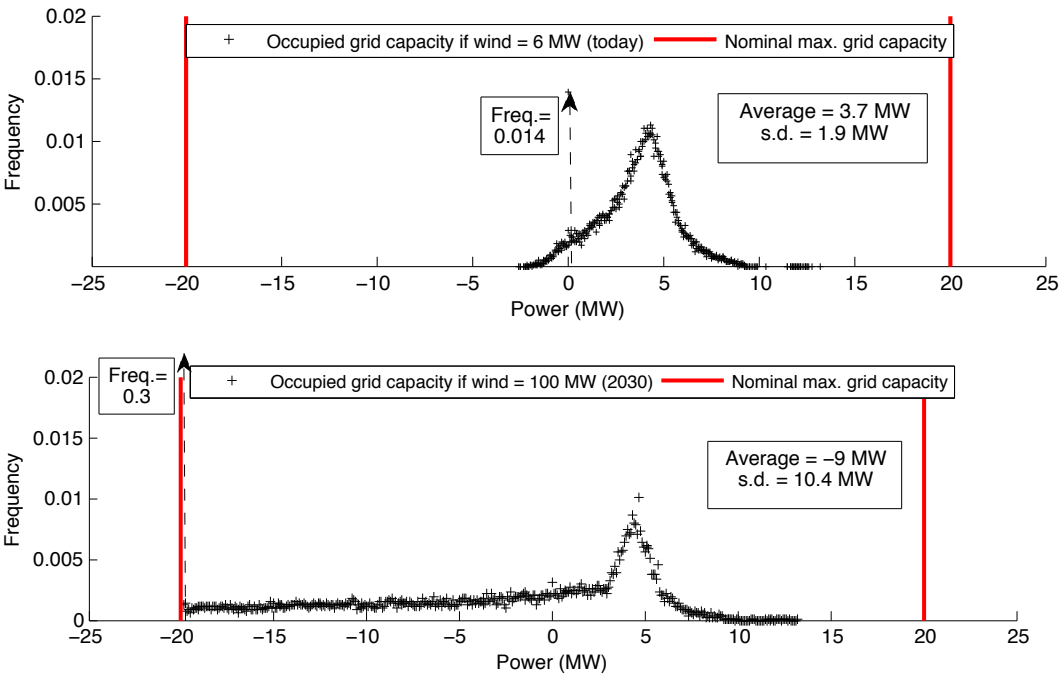 0.02
Occupied grid capacity if wind = 6 MW (today) Nominal max. grid capacity
0.015
Freq.=
0.014
Average = 3.7 MW
s.d. = 1.9 MW
0.01
0.005
Frequency
−25 −20 −15 −10 −5 0 5 10 15 20 25
Power (MW)
Freq.=
0.3
0.02
Occupied grid capacity if wind = 100 MW (2030) Nominal max. grid capacity
0.015
Average = −9 MW
s.d. = 10.4 MW
0.01
0.005
0
Frequency
−25 −20 −15 −10 −5 0 5 10 15 20 25
Power (MW)